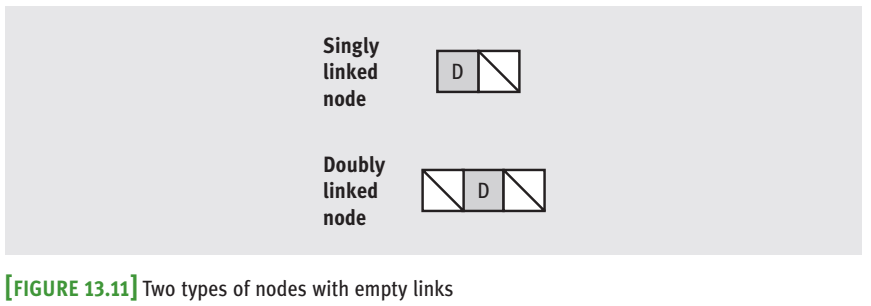 Singly
linked
node
D
Doubly
linked
node
D
[FIGURE 13.11] Two types of nodes with empty links